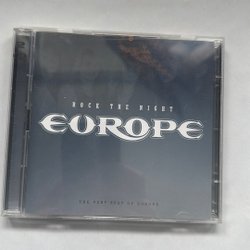 ROCK THE NIGHT
EUROPE
THE VERY BEST OF EUROPE